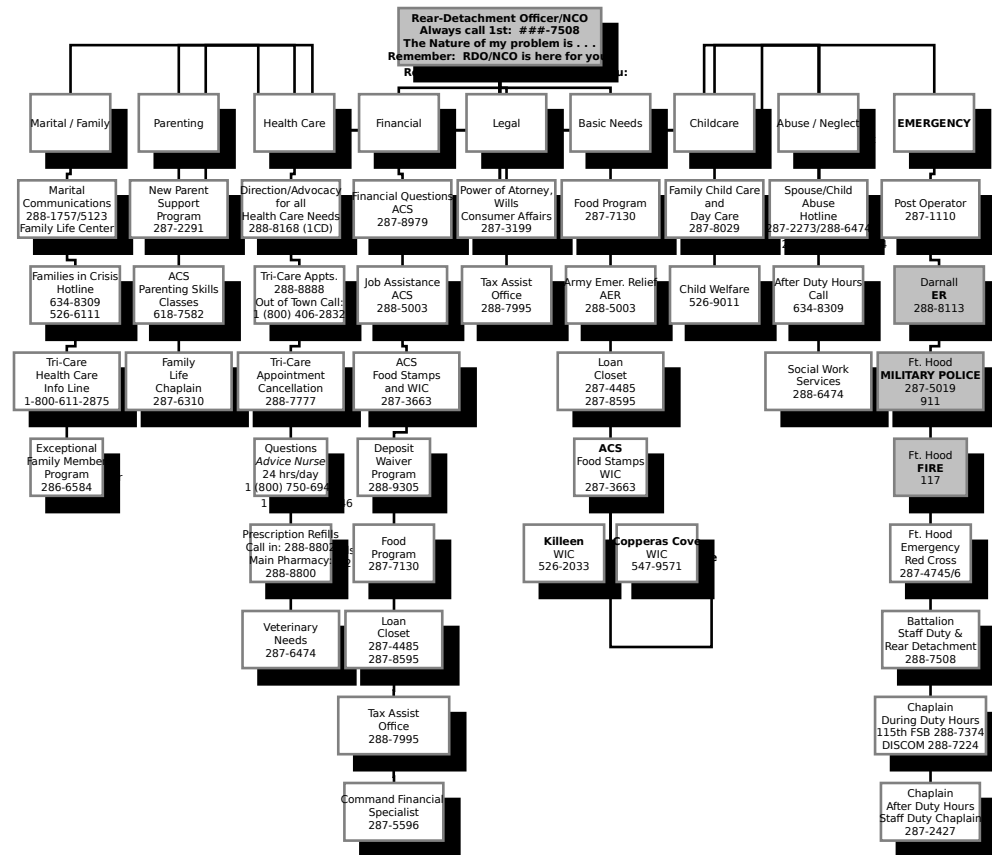 Rear-Detachment Officer/NCO
Always call 1st:  ###-7508
The Nature of my problem is . . .
Remember:  RDO/NCO is here for you:
Marital / Family
Parenting
Health Care
Financial
Legal
Basic Needs
Childcare
Abuse / Neglect
EMERGENCY
Marital
Communications
288-1757/5123
Family Life Center
New Parent
Support
Program
287-2291
Direction/Advocacy
for all
Health Care Needs
288-8168 (1CD)
Financial Questions
ACS
287-8979
Power of Atorney,
Wills
Consumer Affairs
287-3199
Food Program
287-7130
Family Child Care
and
Day Care
287-8029
Spouse/Child
Abuse
Hotline
287-2273/288-6474
Post Operator
287-1110
Families in Crisis
Hotline
634-8309
526-6111
ACS
Parenting Skills
Classes
618-7582
Tri-Care Appts.
288-8888
Out of Town Call:
1 (800) 406-2832
Job Assistance
ACS
288-5003
Tax Assist
Office
288-7995
Army Emer. Relief
AER
288-5003
Child Welfare
526-9011
After Duty Hours
Call
634-8309
Darnall
ER
288-8113
Tri-Care
Health Care
Info Line
1-800-611-2875
Family
Life
Chaplain
287-6310
Tri-Care
Appointment
Cancellation
288-7777
ACS
Food Stamps
and WIC
287-3663
Loan
Closet
287-4485
287-8595
Social Work
Services
288-6474
Ft. Hood
MILITARY POLICE
287-5019
911
Exceptional
Family Member
Program
286-6584
Questions
Advice Nurse
24 hrs/day
1 (800) 750-6946
Deposit
Waiver
Program
288-9305
ACS
Food Stamps
WIC
287-3663
Ft. Hood
FIRE
117
Prescription Refills
Call in: 288-8802
Main Pharmacy:
288-8800
Food
Program
287-7130
Killeen
WIC
526-2033
Copperas Cove
WIC
547-9571
Ft. Hood
Emergency
Red Cross
287-4745/6
Veterinary
Needs
287-6474
Loan
Closet
287-4485
287-8595
Battalion
Staff Duty &
Rear Detachment
288-7508
Tax Assist
Office
288-7995
Chaplain
During Duty Hours
115th FSB 288-7374
DISCOM 288-7224
Command Financial
Specialist
287-5596
Chaplain
After Duty Hours
Staff Duty Chaplain
287-2427